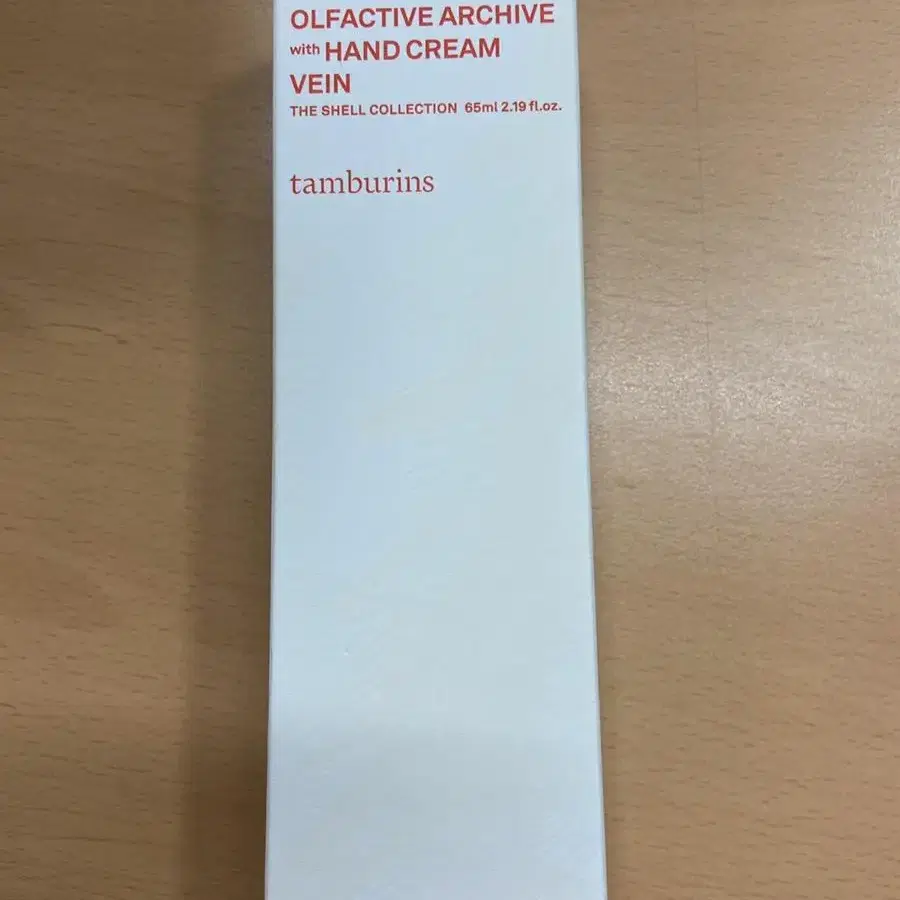 OLFACTIVE ARCHIVE
with HAND CREAM
VEIN
THE SHELL COLLECTION 65ml 2.19 fl.oz.
tamburins